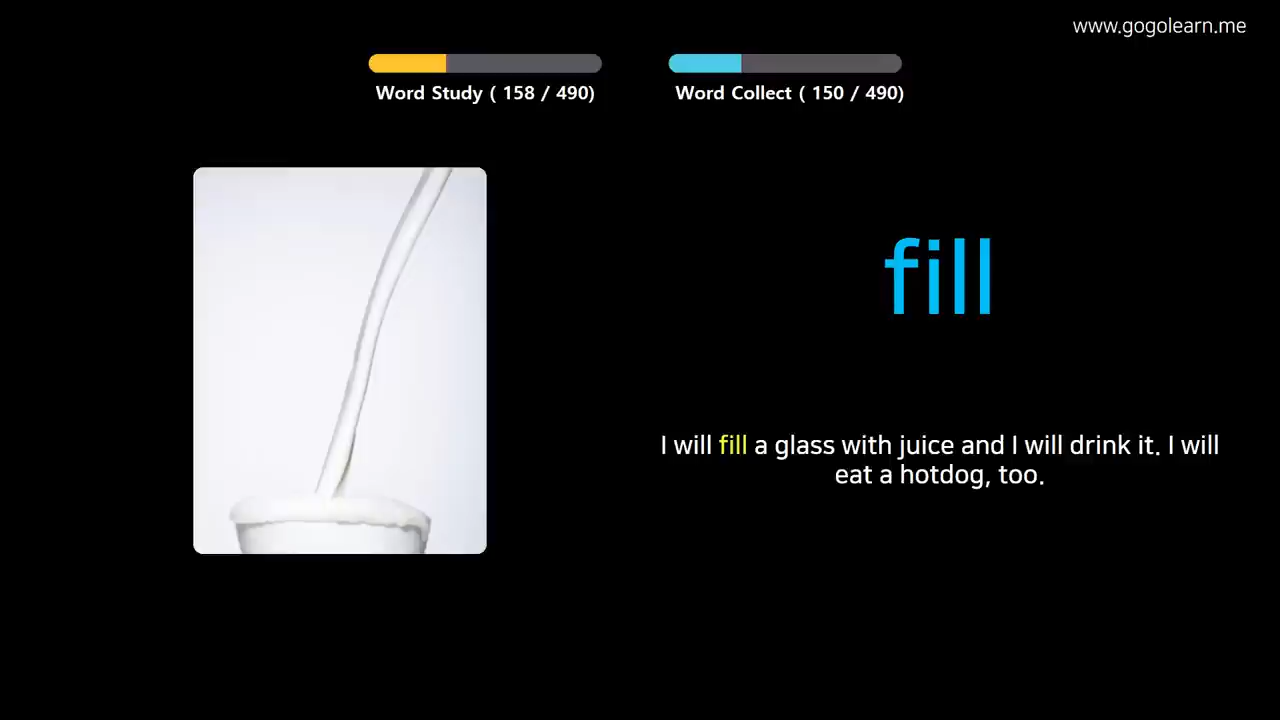 www.gogolearn.me
Word Study ( 158 / 490)
Word Collect ( 150 / 490)
fill
I will fill a glass with juice and I will drink it. I will
eat a hotdog, too.